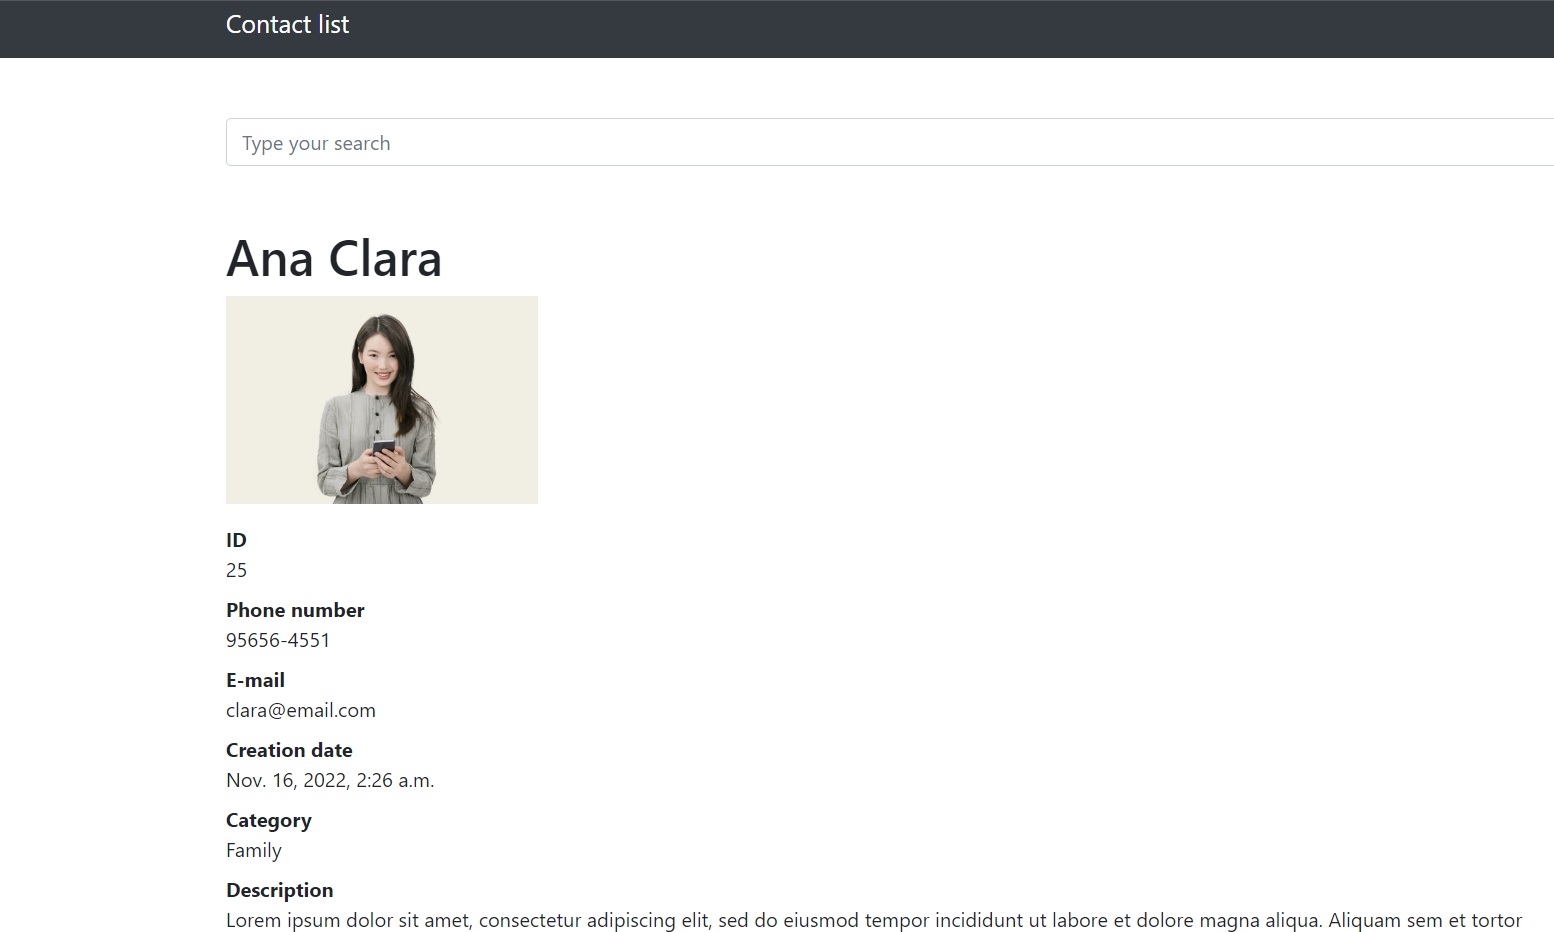 Contact list
Type your search
Ana Clara
ID
25
Phone number
95656-4551
E-mail
clara@email.com
Creation date
Nov. 16, 2022, 2:26 a.m.
Category
Family
Description
Lorem ipsum dolor sit amet, consectetur adipiscing elit, sed do eiusmod tempor incididunt ut labore et dolore magna aliqua. Aliquam sem et tortor